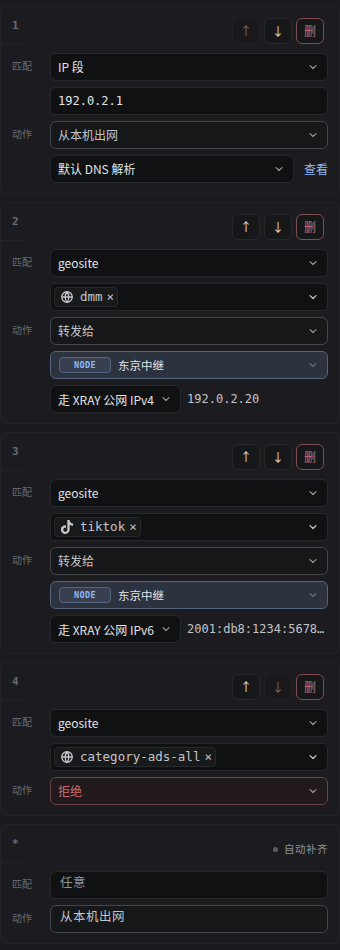 1
↑ ↓ 删
匹配 IP 段
192.0.2.1
动作 从本机出网
默认 DNS 解析 查看
2
↑ ↓ 删
匹配 geosite
dmm ×
动作 转发给
NODE 东京中继
走 XRAY 公网 IPv4 192.0.2.20
3
↑ ↓ 删
匹配 geosite
tiktok ×
动作 转发给
NODE 东京中继
走 XRAY 公网 IPv6 2001:db8:1234:5678…
4
↑ ↓ 删
匹配 geosite
category-ads-all ×
动作 拒绝
*
自动补齐
匹配 任意
动作 从本机出网